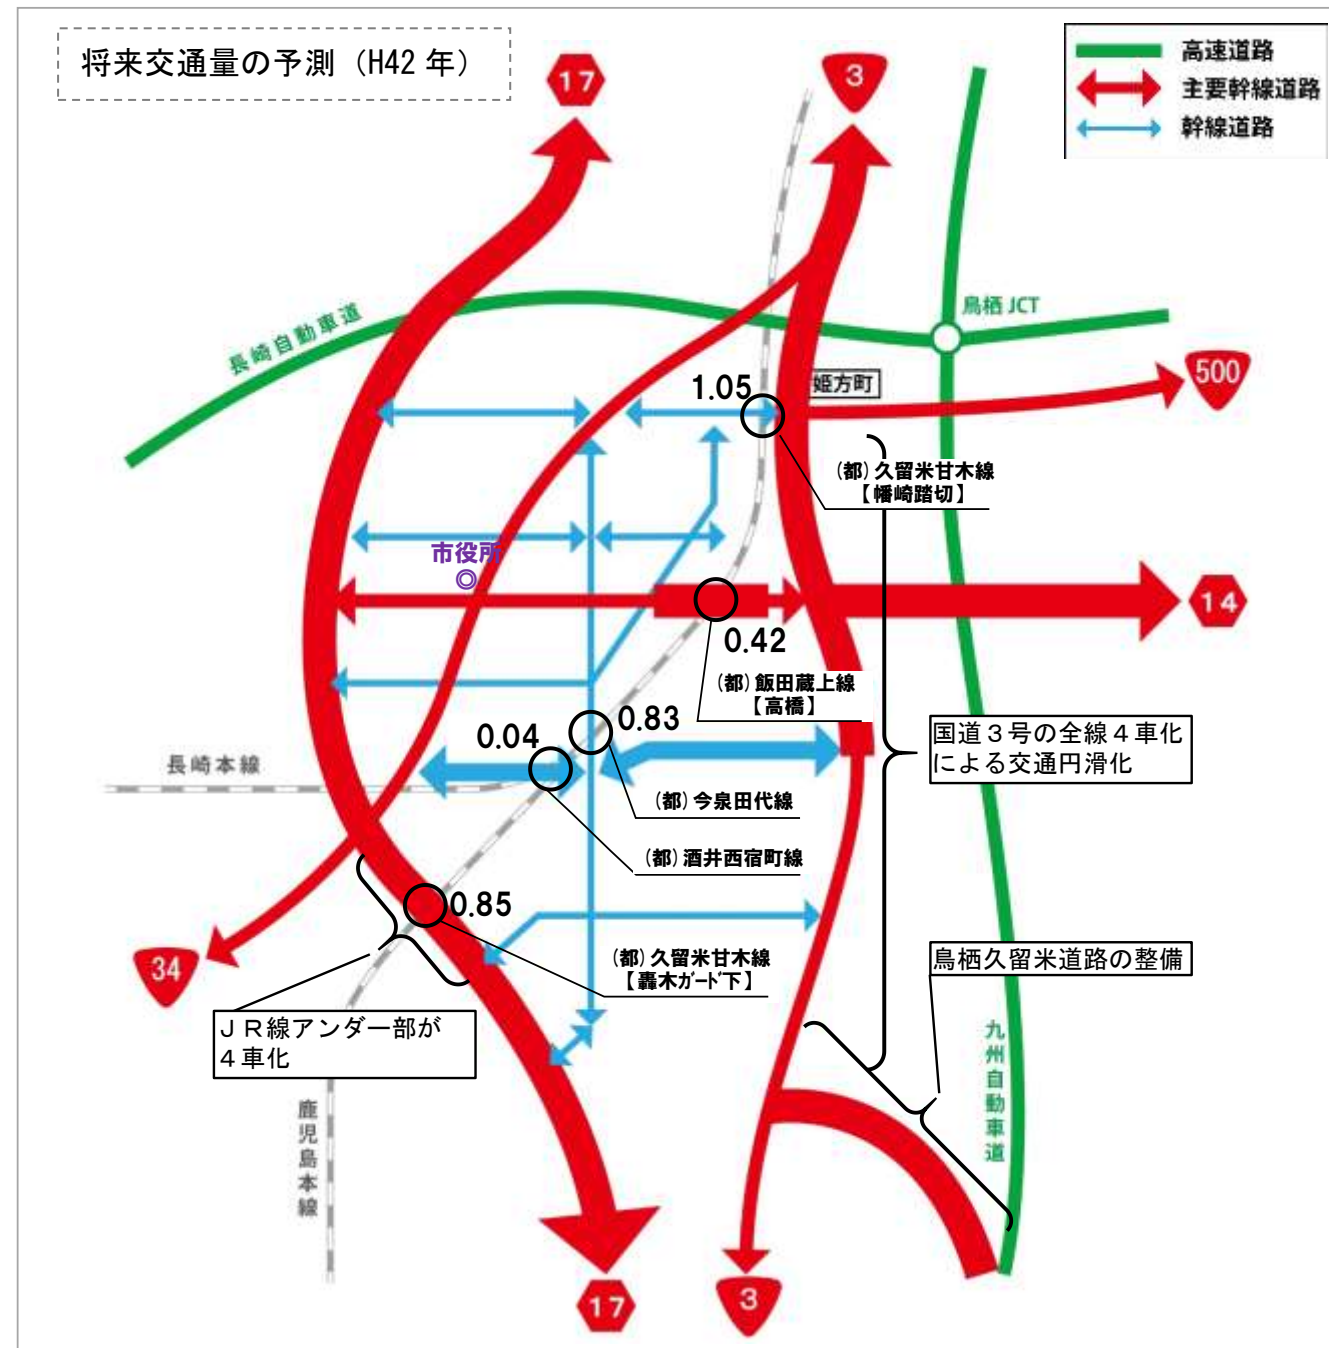 将来交通量の予測（H42 年）
高速道路
主要幹線道路
幹線道路
17
3
鳥栖 JCT
長崎自動車道
500
姫方町
1.05
(都)久留米甘木線
【幡崎踏切】
市役所
◎
14
0.42
(都)飯田蔵上線
【高橋】
0.83
0.04
国道３号の全線４車化
による交通円滑化
長崎本線
(都)今泉田代線
(都)酒井西宿町線
0.85
(都)久留米甘木線
【轟木ｶﾞｰﾄﾞ下】
鳥栖久留米道路の整備
34
ＪＲ線アンダー部が
４車化
九州自動車道
鹿児島本線
17
3